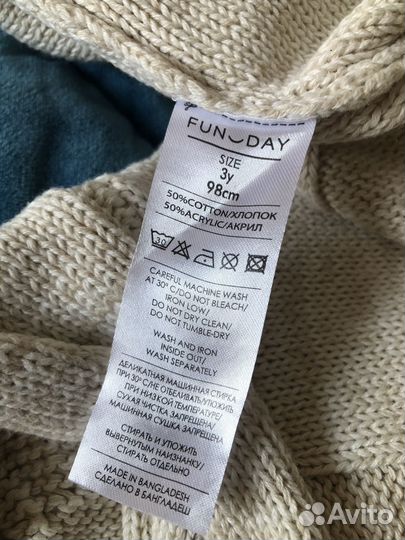 FUN DAY
SIZE
3y
98cm
50%COTTON/ХЛОПОК
50%ACRYLIC/АКРИЛ
30
CAREFUL MACHINE WASH
AT 30° C/DO NOT BLEACH/
IRON LOW/
DO NOT DRY CLEAN/
DO NOT TUMBLE-DRY
WASH AND IRON
INSIDE OUT/
WASH SEPARATELY
ДЕЛИКАТНАЯ МАШИННАЯ СТИРКА
ПРИ 30°С/НЕ ОТБЕЛИВАТЬ/УТЮЖИТЬ
ПРИ НИЗКОЙ ТЕМПЕРАТУРЕ/
СУХАЯ ЧИСТКА ЗАПРЕЩЕНА/
МАШИННАЯ СУШКА ЗАПРЕЩЕНА
СТИРАТЬ И УТЮЖИТЬ
ВЫВЕРНУТЫМ НАИЗНАНКУ/
СТИРАТЬ ОТДЕЛЬНО
MADE IN BANGLADESH
СДЕЛАНО В БАНГЛАДЕШ
Avito